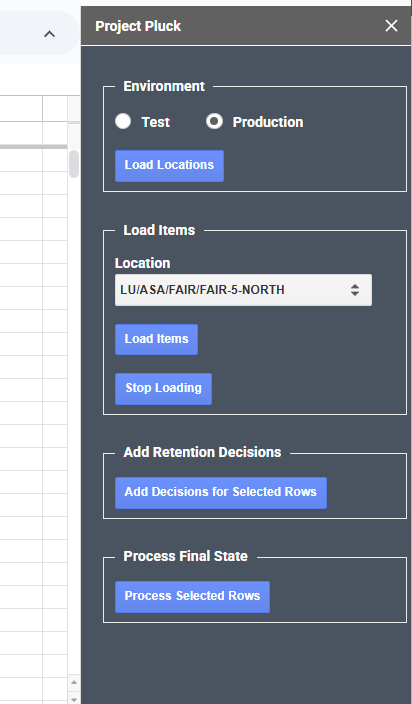 Project Pluck
Environment
Test
Production
Load Locations
Load Items
Location
LU/ASA/FAIR/FAIR-5-NORTH
Load Items
Stop Loading
Add Retention Decisions
Add Decisions for Selected Rows
Process Final State
Process Selected Rows